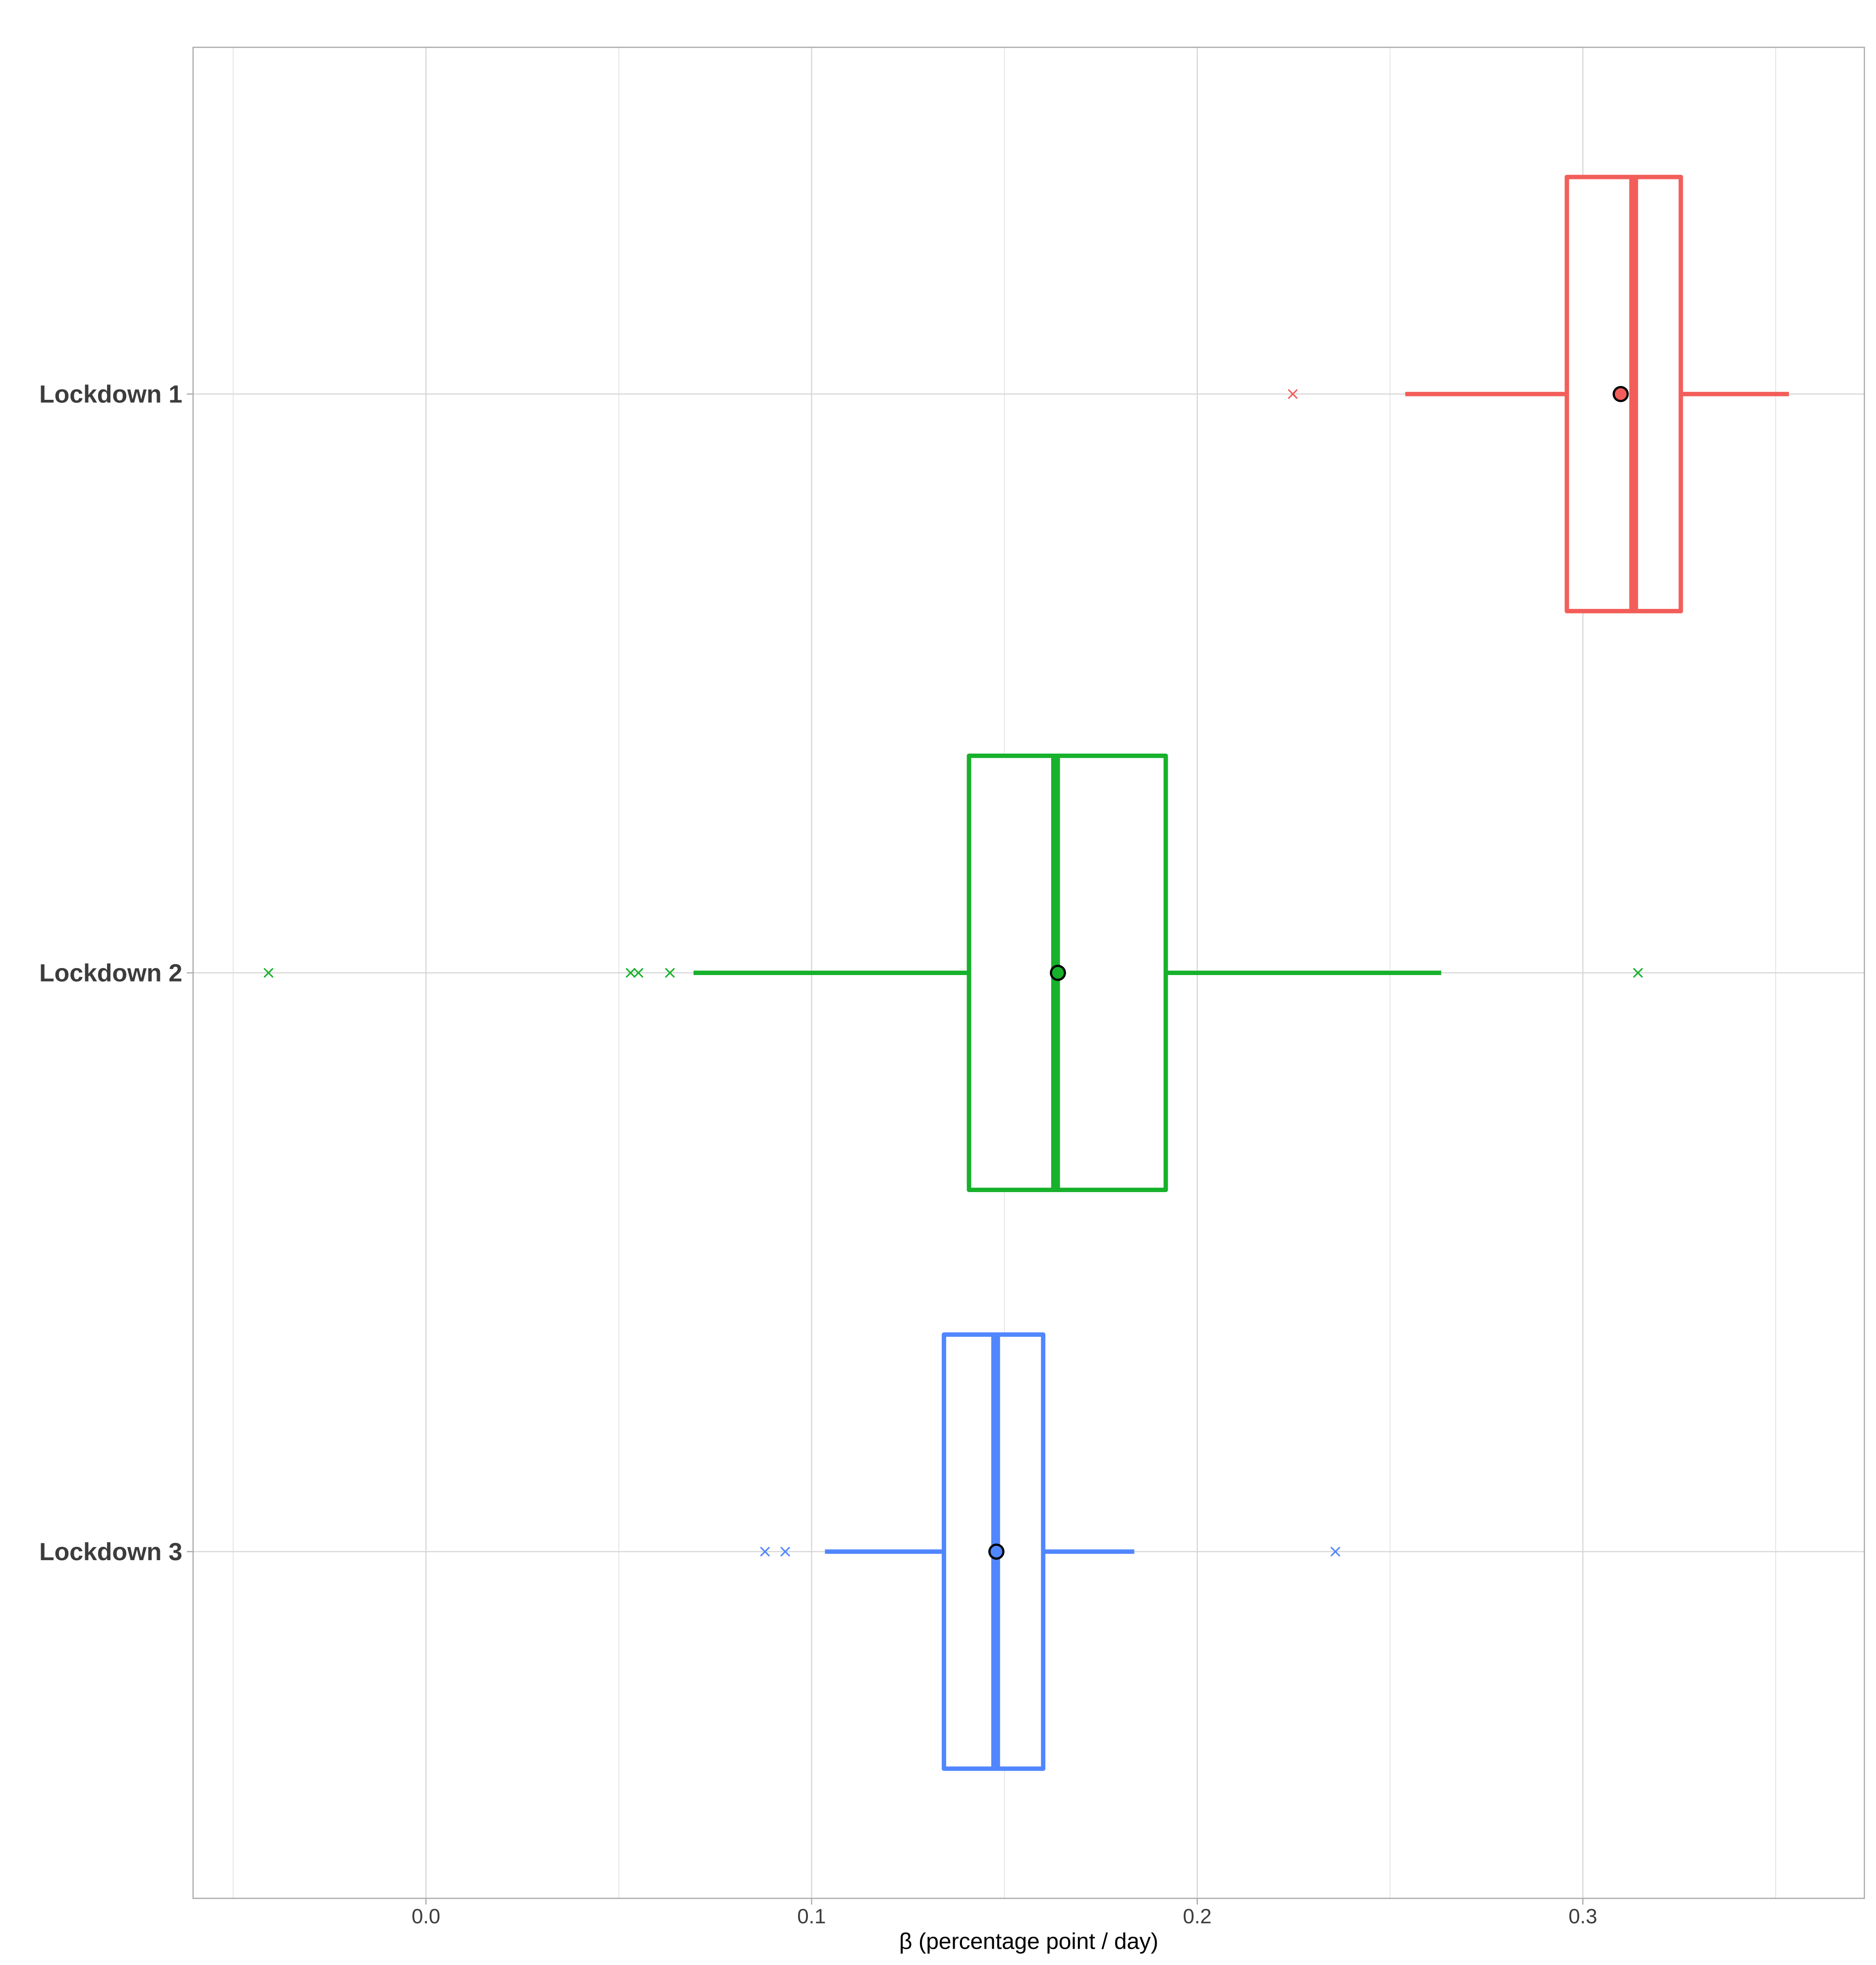 Lockdown 1
Lockdown 2
Lockdown 3
0.0 0.1 0.2 0.3
β (percentage point / day)